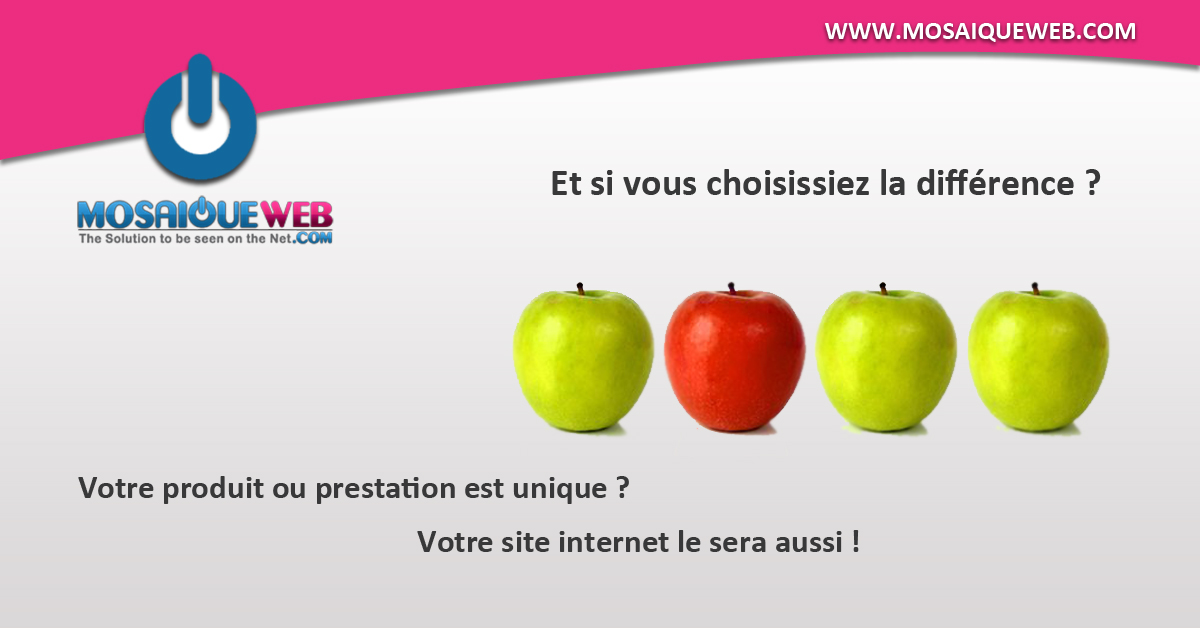 WWW.MOSAIQUEWEB.COM
MOSAIQUEWEB
The Solution to be seen on the Net.COM
Et si vous choisissiez la différence ?
Votre produit ou prestation est unique ?
Votre site internet le sera aussi !